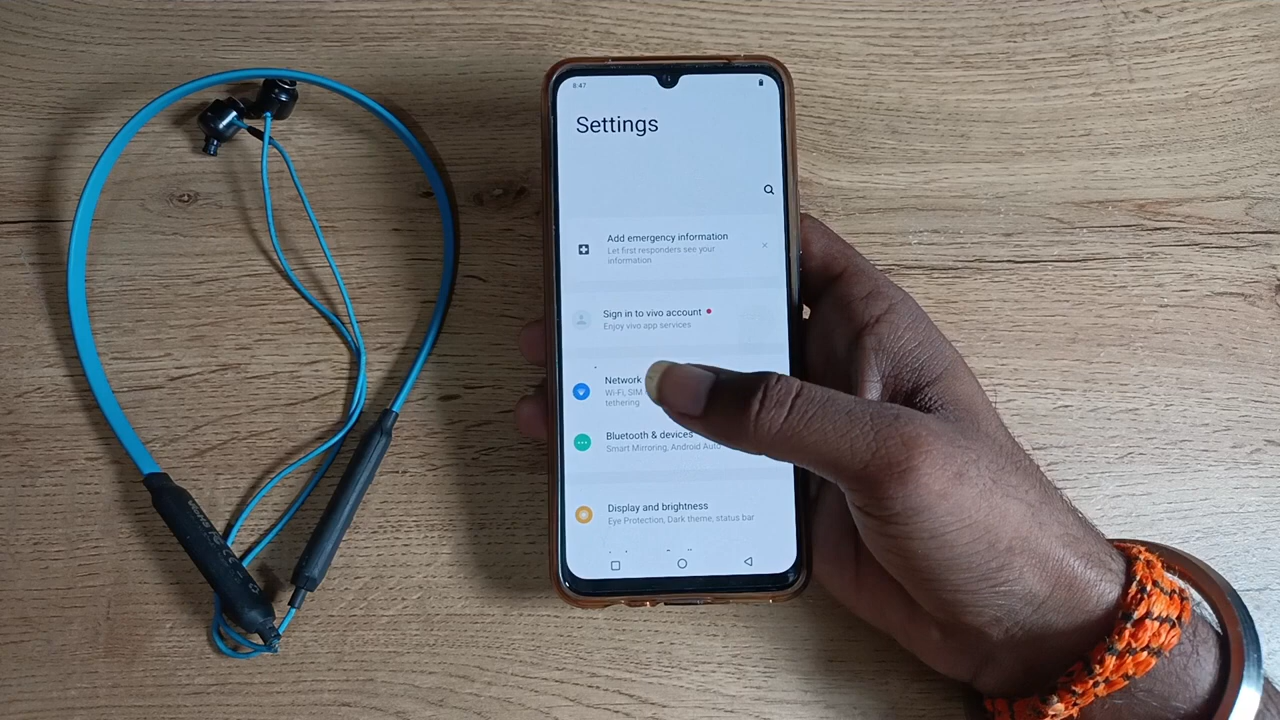 8:47
Settings
Add emergency information
Let first responders see your
information
Sign in to vivo account
Enjoy vivo app services
Network
Wi-Fi, SIM
tethering
Bluetooth & devices
Smart Mirroring, Android Auto
Display and brightness
Eye Protection, Dark theme, status bar